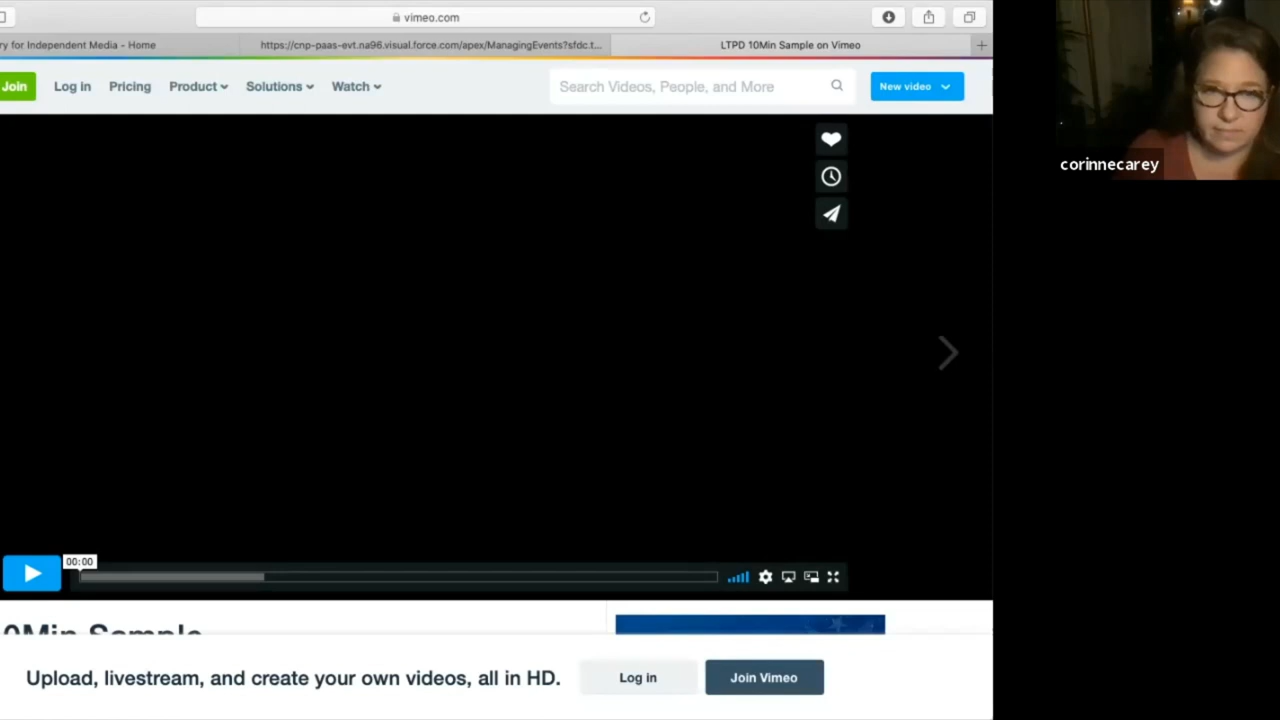 vimeo.com
ry for Independent Media - Home
https://cnp-paas-evt.na96.visual.force.com/apex/ManagingEvents?sfdc.t...
LTPD 10Min Sample on Vimeo
Join
Log in
Pricing
Product
Solutions
Watch
Search Videos, People, and More
New video
corinnecarey
00:00
0Min Sample
Upload, livestream, and create your own videos, all in HD.
Log in
Join Vimeo